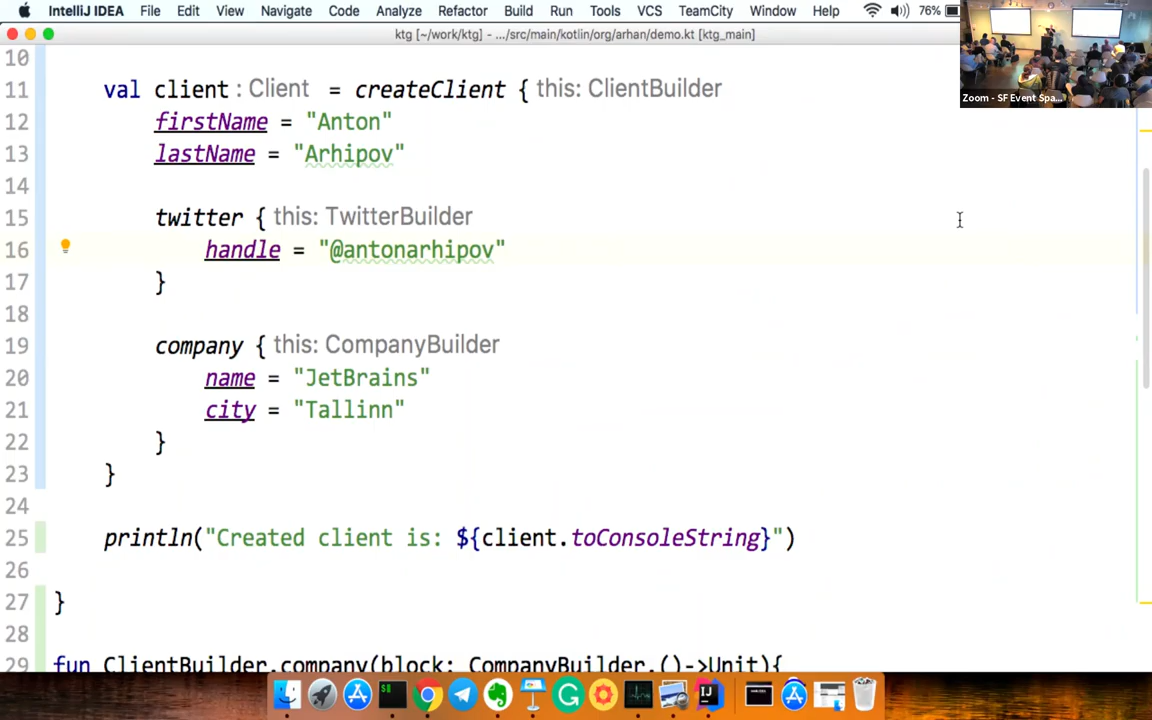 IntelliJ IDEA File Edit View Navigate Code Analyze Refactor Build Run Tools VCS TeamCity Window Help 76%
ktg [~/work/ktg] - .../src/main/kotlin/org/arhan/demo.kt [ktg_main]
Zoom - SF Event Spa...
10
11 val client : Client = createClient { this: ClientBuilder
12 firstName = "Anton"
13 lastName = "Arhipov"
14
15 twitter { this: TwitterBuilder
16 handle = "@antonarhipov"
17 }
18
19 company { this: CompanyBuilder
20 name = "JetBrains"
21 city = "Tallinn"
22 }
23 }
24
25 println("Created client is: ${client.toConsoleString}")
26
27 }
28
29 fun ClientBuilder.company(block: CompanyBuilder.()->Unit){